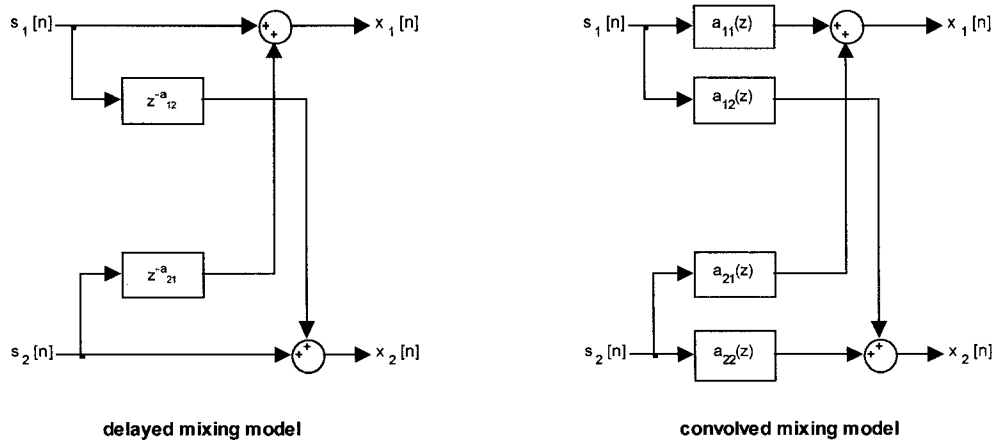 s1[n] + + x1[n]
z^-a12
z^-a21
s2[n] + + x2[n]
delayed mixing model
s1[n] a11(z) + + x1[n]
a12(z)
a21(z)
s2[n] a22(z) + + x2[n]
convolved mixing model